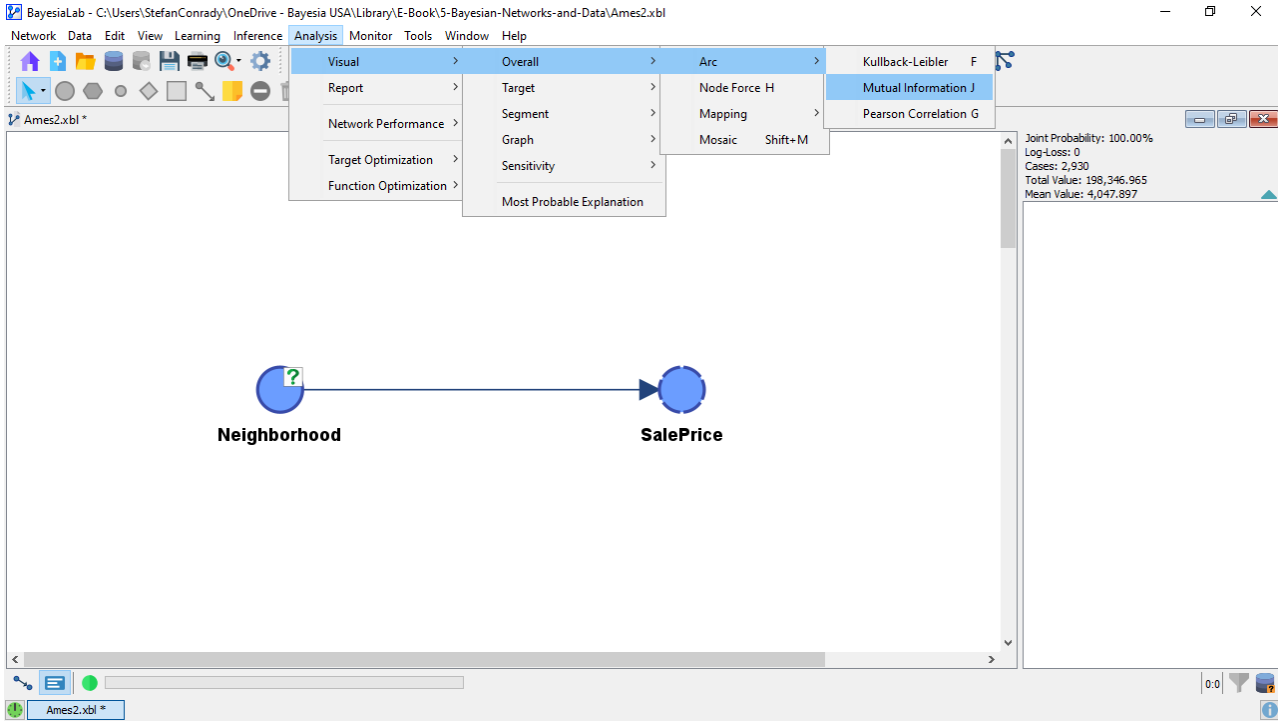 BayesiaLab - C:\Users\StefanConrady\OneDrive - Bayesia USA\Library\E-Book\5-Bayesian-Networks-and-Data\Ames2.xbl
Network Data Edit View Learning Inference Analysis Monitor Tools Window Help
Visual
Report
Network Performance
Target Optimization
Function Optimization
Overall
Target
Segment
Graph
Sensitivity
Most Probable Explanation
Arc
Node Force H
Mapping
Mosaic Shift+M
Kullback-Leibler F
Mutual Information J
Pearson Correlation G
Ames2.xbl *
Joint Probability: 100.00%
Log-Loss: 0
Cases: 2,930
Total Value: 198,346.965
Mean Value: 4,047.897
?
Neighborhood
SalePrice
0:0
Ames2.xbl *